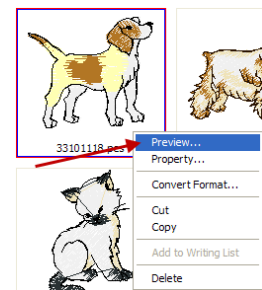 33101118.pes
Preview...
Property...
Convert Format...
Cut
Copy
Add to Writing List
Delete